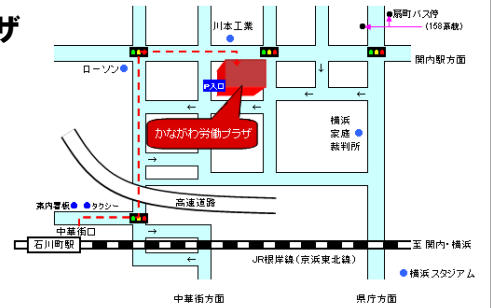 ザ
扇町バス停
(158系統)
川本工業
関内駅方面
ローソン
P入口
かながわ労働プラザ
横浜
家庭
裁判所
高速道路
案内看板
タクシー
中華街口
石川町駅
至 関内・横浜
JR根岸線(京浜東北線)
横浜スタジアム
中華街方面
県庁方面